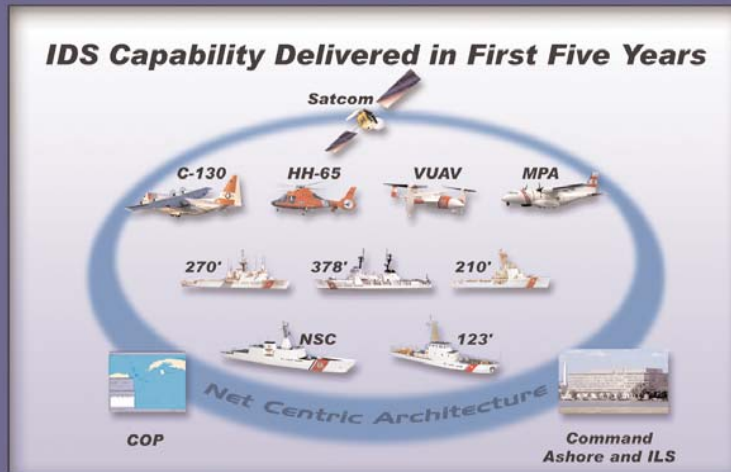 IDS Capability Delivered in First Five Years
Satcom
C-130 HH-65 VUAV MPA
270' 378' 210'
NSC 123'
Net Centric Architecture
COP
Command
Ashore and ILS